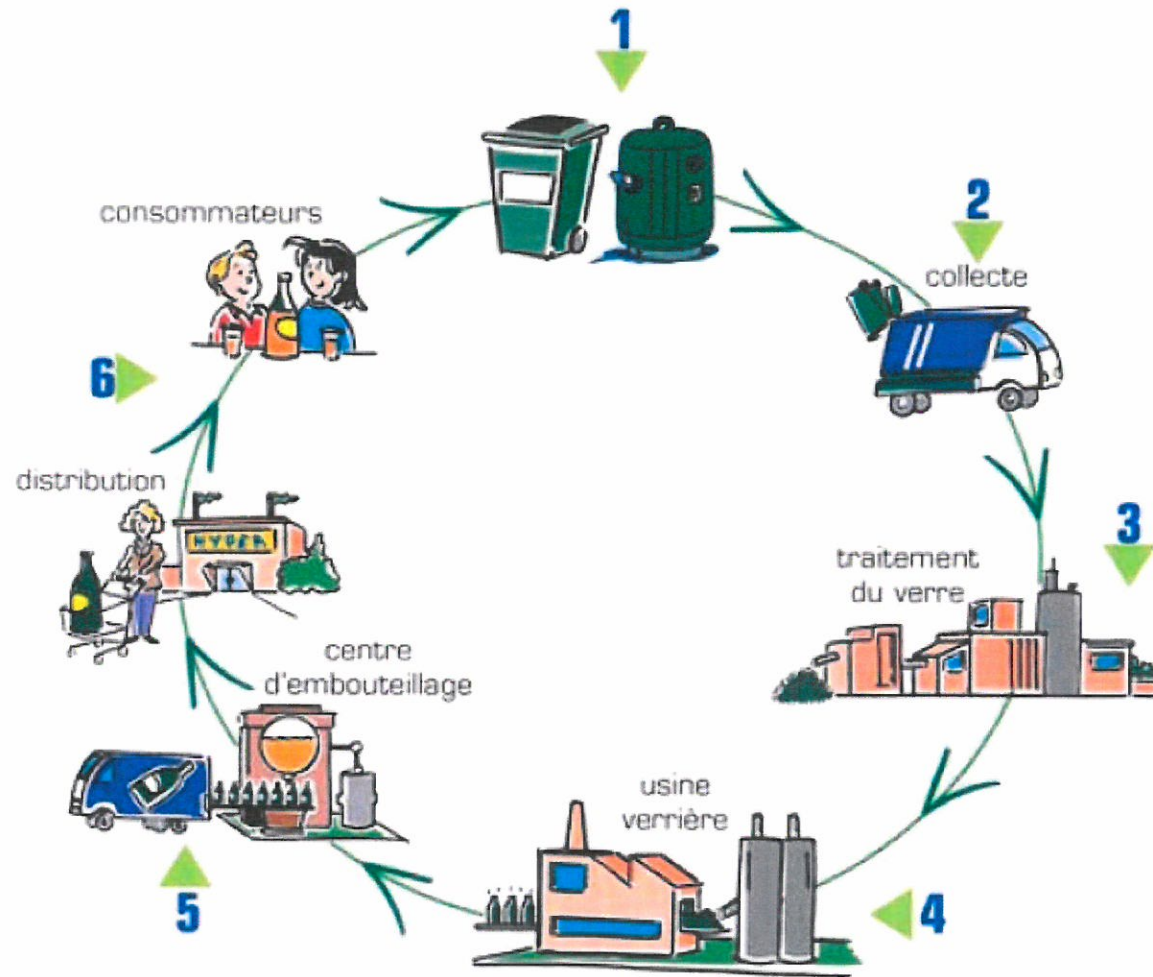 1
2
collecte
3
traitement
du verre
4
usine
verrière
5
centre
d'embouteillage
distribution
HYPER
6
consommateurs